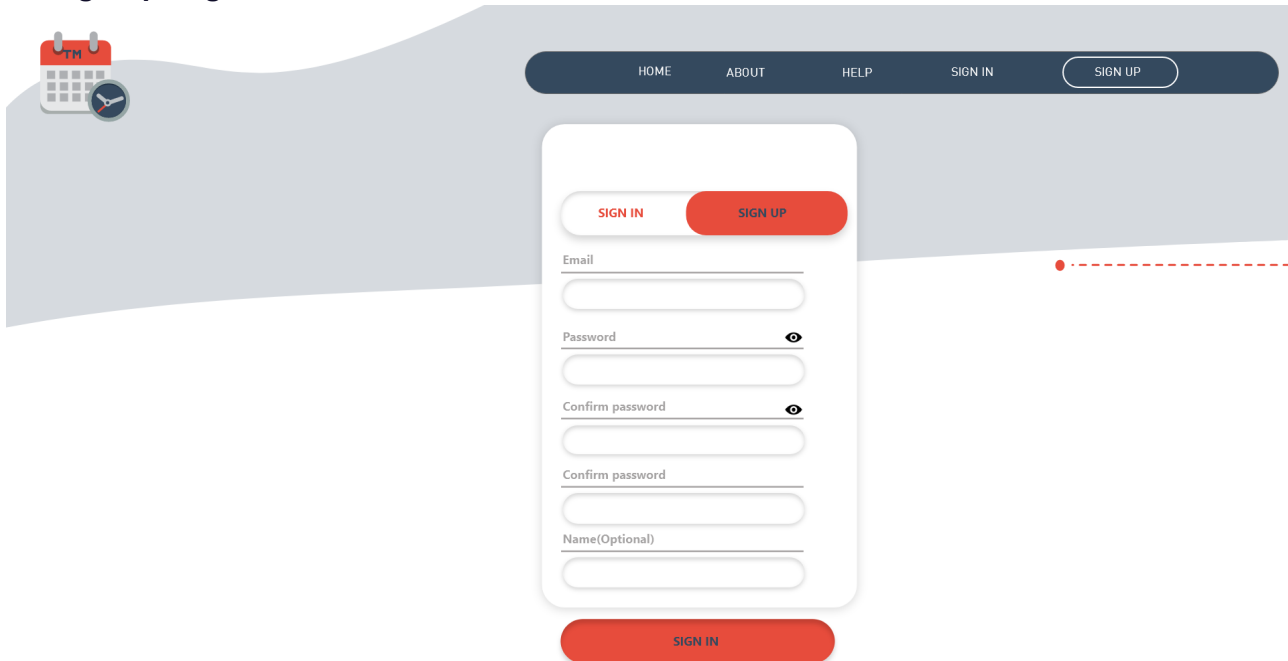 TM
HOME ABOUT HELP SIGN IN SIGN UP
SIGN IN SIGN UP
Email
Password
Confirm password
Confirm password
Name(Optional)
SIGN IN